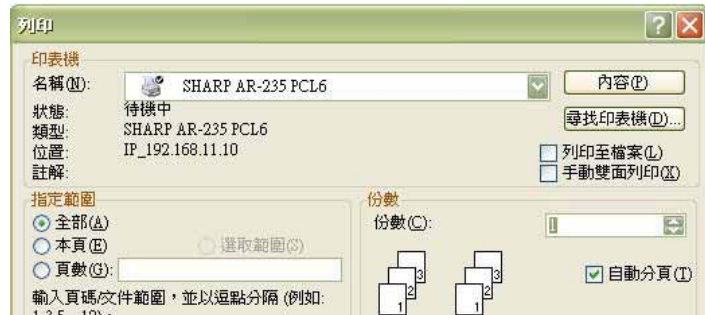 列印
印表機
名稱(N): SHARP AR-235 PCL6 內容(P)
狀態: 待機中
類型: SHARP AR-235 PCL6 尋找印表機(D)...
位置: IP_192.168.11.10 列印至檔案(L)
註解: 手動雙面列印(X)
指定範圍
全部(A)
本頁(E) 選取範圍(S)
頁數(G):
輸入頁碼/文件範圍，並以逗點分隔 (例如:
份數
份數(C): 1
自動分頁(T)
3 3
2 2
1 1